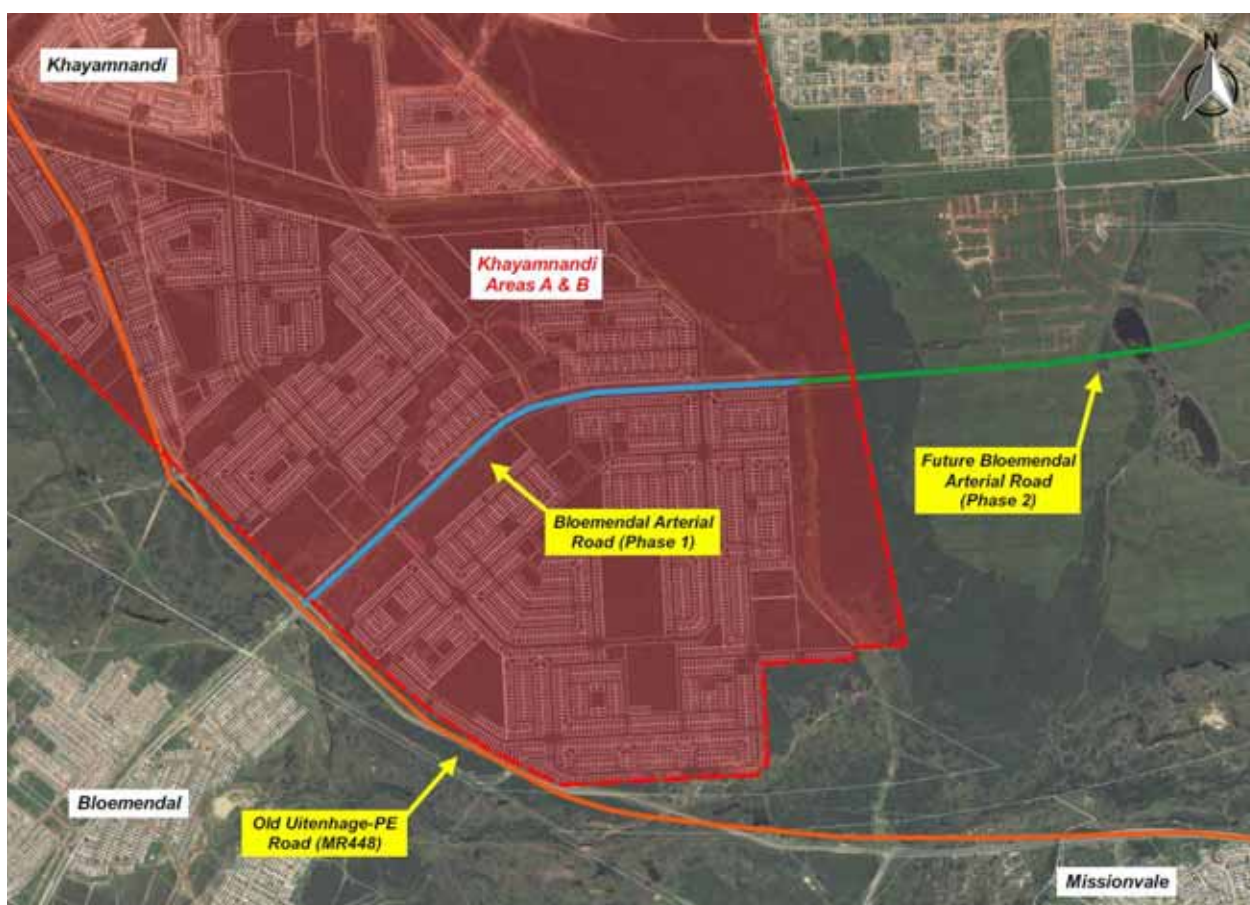 Khayamnandi
N
Khayamnandi
Areas A & B
Future Bloemendal
Arterial Road
(Phase 2)
Bloemendal Arterial
Road (Phase 1)
Bloemendal
Old Uitenhage-PE
Road (MR448)
Missionvale